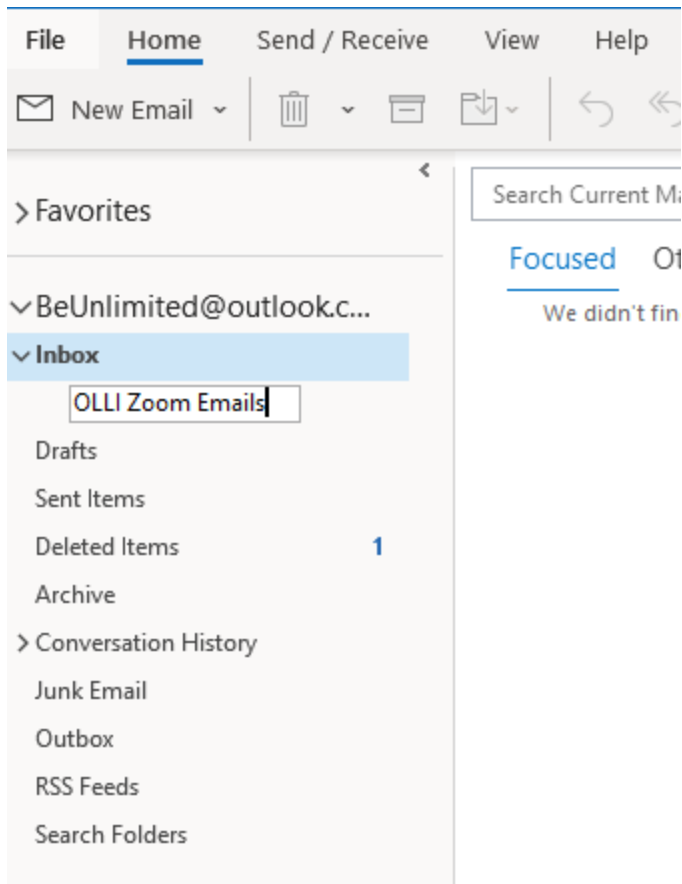 File Home Send / Receive View Help
New Email
Favorites
Search Current Ma
Focused Ot
BeUnlimited@outlook.c...
We didn't fin
Inbox
OLLI Zoom Emails
Drafts
Sent Items
Deleted Items 1
Archive
Conversation History
Junk Email
Outbox
RSS Feeds
Search Folders